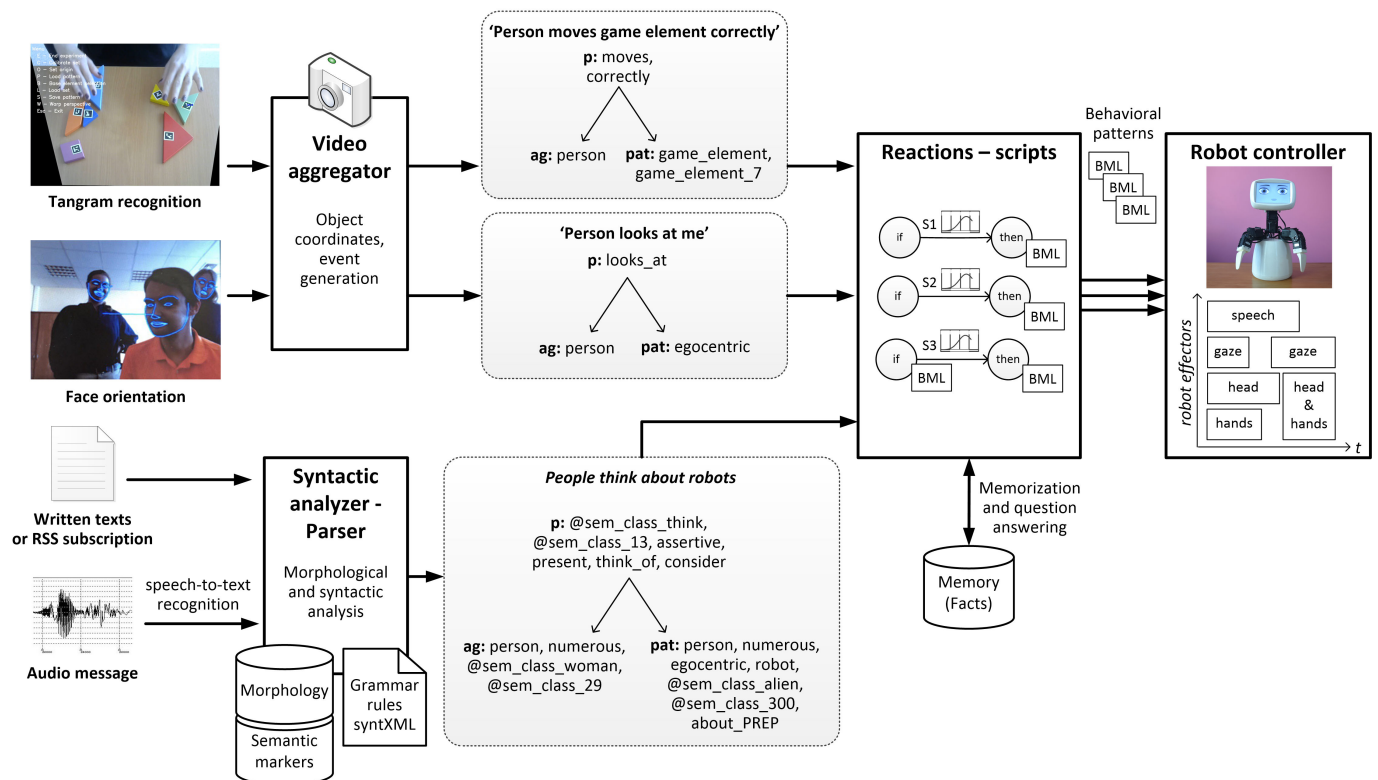 Esc – Exit
Tangram recognition
Face orientation
Written texts
or RSS subscription
speech-to-text
recognition
Audio message
Video
aggregator
Object
coordinates,
event
generation
Syntactic
analyzer -
Parser
Morphological
and syntactic
analysis
Morphology
Semantic
markers
Grammar
rules
syntXML
‘Person moves game element correctly’
p: moves,
correctly
ag: person
pat: game_element,
game_element_7
‘Person looks at me’
p: looks_at
ag: person
pat: egocentric
People think about robots
p: @sem_class_think,
@sem_class_13, assertive,
present, think_of, consider
ag: person, numerous,
@sem_class_woman,
@sem_class_29
pat: person, numerous,
egocentric, robot,
@sem_class_alien,
@sem_class_300,
about_PREP
Reactions – scripts
if
S1
then
BML
if
S2
then
BML
if
BML
S3
then
BML
Memorization
and question
answering
Memory
(Facts)
Behavioral
patterns
BML
BML
BML
Robot controller
robot effectors
speech
gaze
gaze
head
head
&
hands
hands
t